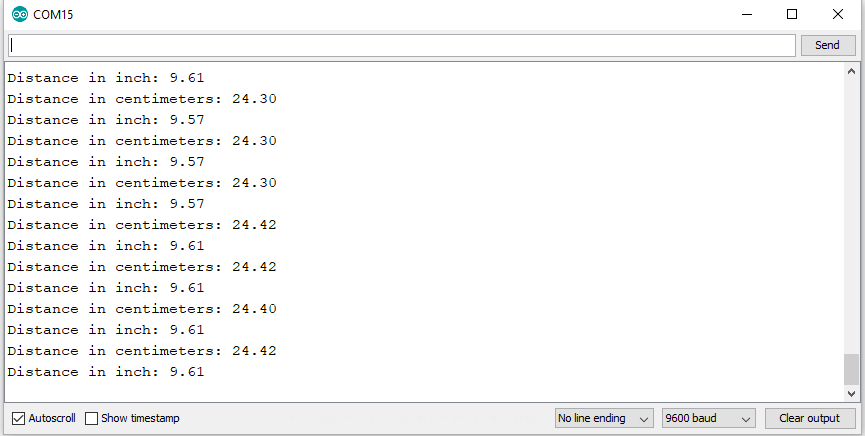 COM15
Send
Distance in inch: 9.61
Distance in centimeters: 24.30
Distance in inch: 9.57
Distance in centimeters: 24.30
Distance in inch: 9.57
Distance in centimeters: 24.30
Distance in inch: 9.57
Distance in centimeters: 24.42
Distance in inch: 9.61
Distance in centimeters: 24.42
Distance in inch: 9.61
Distance in centimeters: 24.40
Distance in inch: 9.61
Distance in centimeters: 24.42
Distance in inch: 9.61
Autoscroll Show timestamp No line ending 9600 baud Clear output